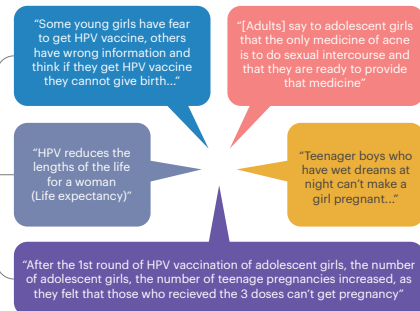 “Some young girls have fear
to get HPV vaccine, others
have wrong information and
think if they get HPV vaccine
they cannot give birth...”
“[Adults] say to adolescent girls
that the only medicine of acne
is to do sexual intercourse and
that they are ready to provide
that medicine”
“HPV reduces the
lengths of the life
for a woman
(Life expectancy)”
“Teenager boys who
have wet dreams at
night can’t make a
girl pregnant...”
“After the 1st round of HPV vaccination of adolescent girls, the number
of adolescent girls, the number of teenage pregnancies increased, as
they felt that those who recieved the 3 doses can’t get pregnancy”